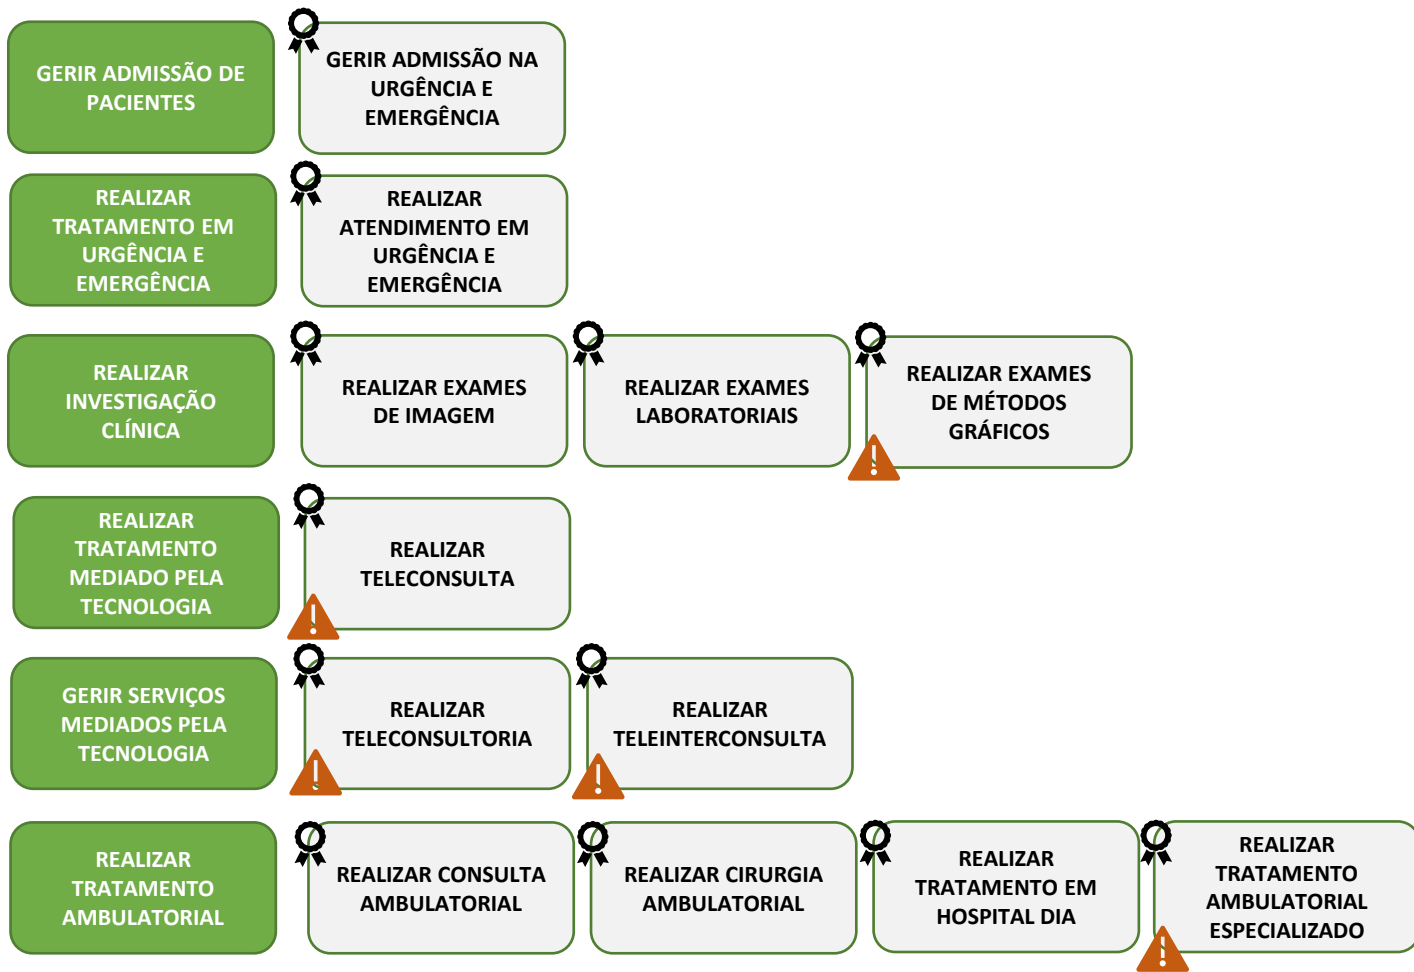 GERIR ADMISSÃO DE
PACIENTES
GERIR ADMISSÃO NA
URGÊNCIA E
EMERGÊNCIA
REALIZAR
TRATAMENTO EM
URGÊNCIA E
EMERGÊNCIA
REALIZAR
ATENDIMENTO EM
URGÊNCIA E
EMERGÊNCIA
REALIZAR
INVESTIGAÇÃO
CLÍNICA
REALIZAR EXAMES
DE IMAGEM
REALIZAR EXAMES
LABORATORIAIS
REALIZAR EXAMES
DE MÉTODOS
GRÁFICOS
REALIZAR
TRATAMENTO
MEDIADO PELA
TECNOLOGIA
REALIZAR
TELECONSULTA
GERIR SERVIÇOS
MEDIADOS PELA
TECNOLOGIA
REALIZAR
TELECONSULTORIA
REALIZAR
TELEINTERCONSULTA
REALIZAR
TRATAMENTO
AMBULATORIAL
REALIZAR CONSULTA
AMBULATORIAL
REALIZAR CIRURGIA
AMBULATORIAL
REALIZAR
TRATAMENTO EM
HOSPITAL DIA
REALIZAR
TRATAMENTO
AMBULATORIAL
ESPECIALIZADO